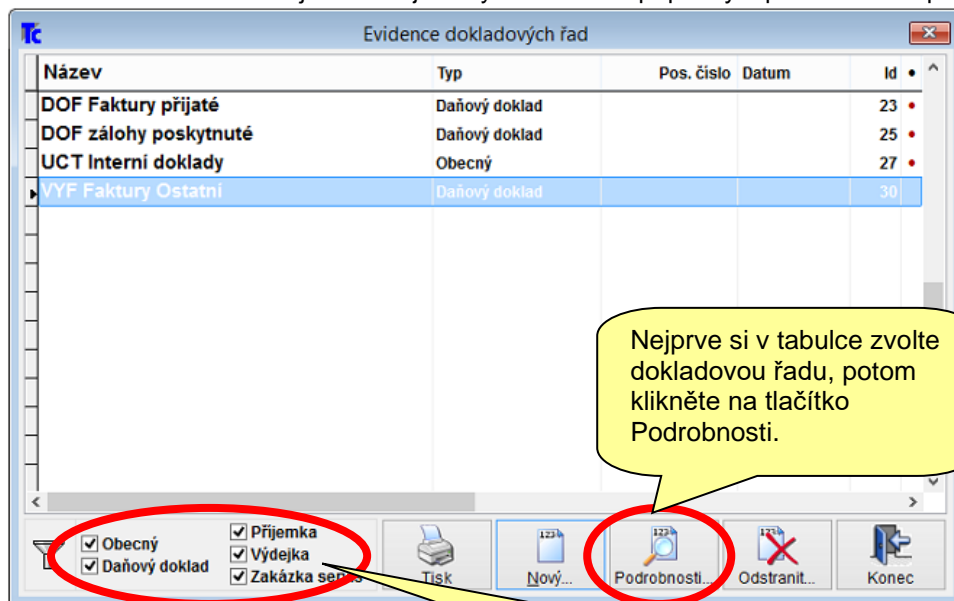 Evidence dokladových řad
Název Typ Pos. číslo Datum Id
DOF Faktury přijaté Daňový doklad 23
DOF zálohy poskytnuté Daňový doklad 25
UCT Interní doklady Obecný 27
VYF Faktury Ostatní Daňový doklad 30
Nejprve si v tabulce zvolte
dokladovou řadu, potom
klikněte na tlačítko
Podrobnosti.
Obecný
Daňový doklad
Příjemka
Výdejka
Zakázka servis
Tisk
Nový...
Podrobnosti...
Odstranit...
Konec